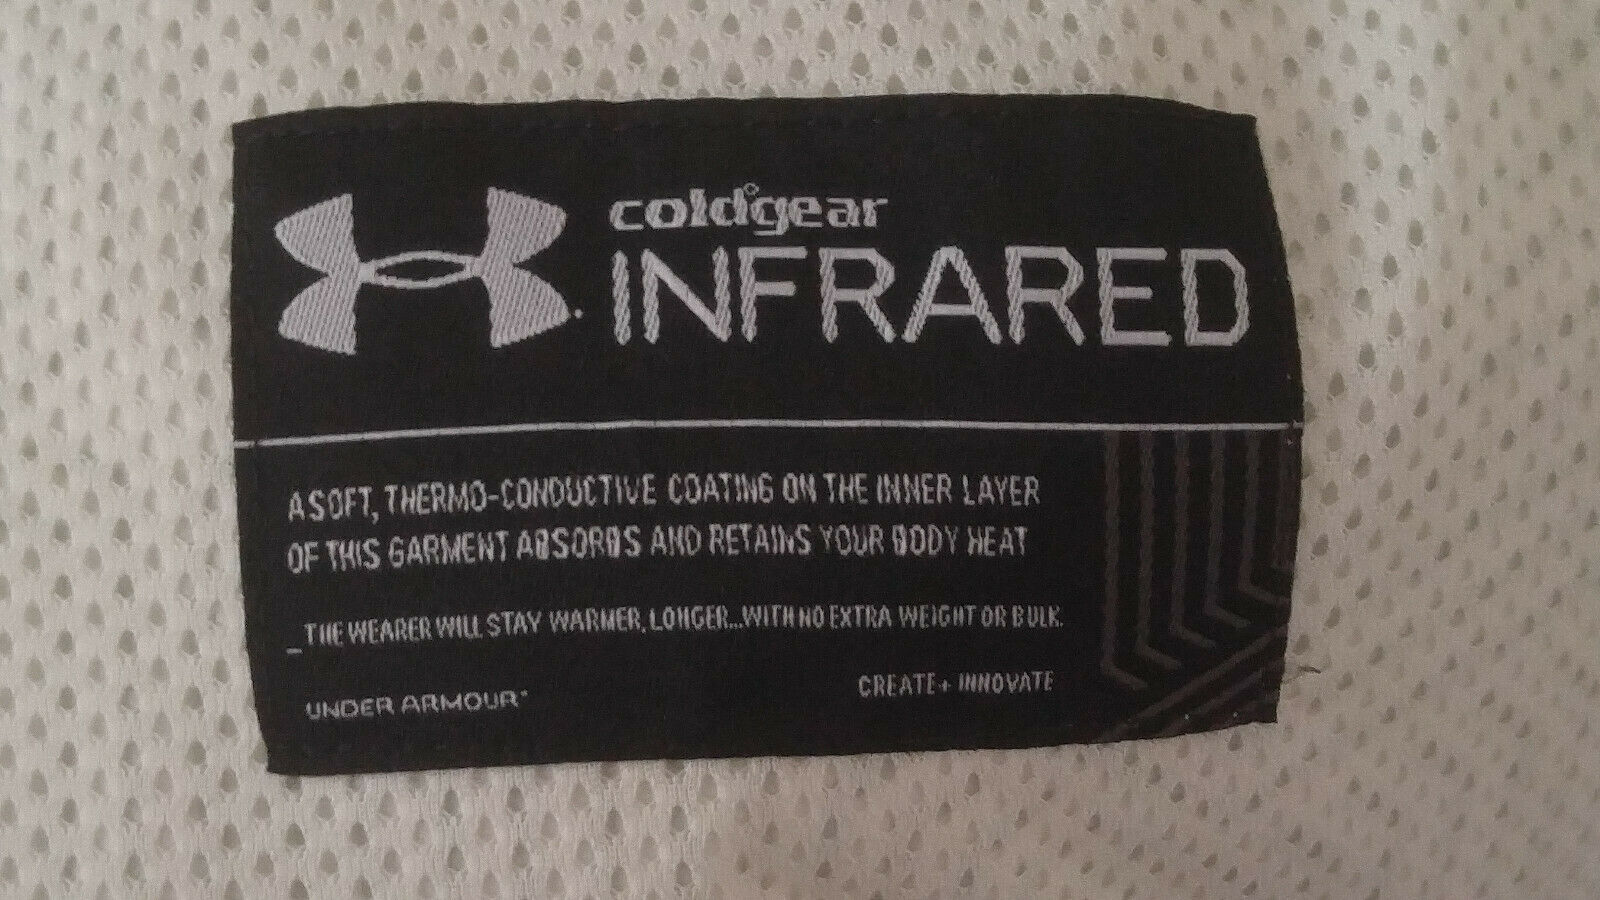 coldgear
INFRARED
A SOFT, THERMO-CONDUCTIVE COATING ON THE INNER LAYER
OF THIS GARMENT ABSORBS AND RETAINS YOUR BODY HEAT
_THE WEARER WILL STAY WARMER, LONGER...WITH NO EXTRA WEIGHT OR BULK.
CREATE + INNOVATE
UNDER ARMOUR